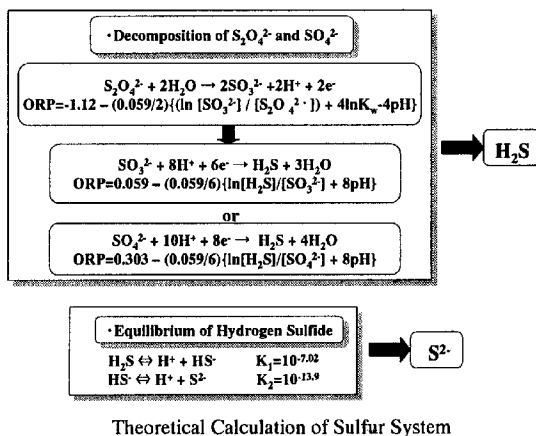 ・Decomposition of S₂O₄²⁻ and SO₄²⁻
S₂O₄²⁻ + 2H₂O → 2SO₃²⁻ + 2H⁺ + 2e⁻
ORP=-1.12 – (0.059/2){(ln [SO₃²⁻] / [S₂O₄²⁻]) + 4lnK_w-4pH}
SO₃²⁻ + 8H⁺ + 6e⁻ → H₂S + 3H₂O
ORP=0.059 – (0.059/6){ln[H₂S]/[SO₃²⁻] + 8pH}
or
SO₄²⁻ + 10H⁺ + 8e⁻ → H₂S + 4H₂O
ORP=0.303 – (0.059/6){ln[H₂S]/[SO₄²⁻] + 8pH}
H₂S
・Equilibrium of Hydrogen Sulfide
H₂S ⇔ H⁺ + HS⁻ K₁=10⁻⁷·⁰²
HS⁻ ⇔ H⁺ + S²⁻ K₂=10⁻¹³·⁹
S²⁻
Theoretical Calculation of Sulfur System